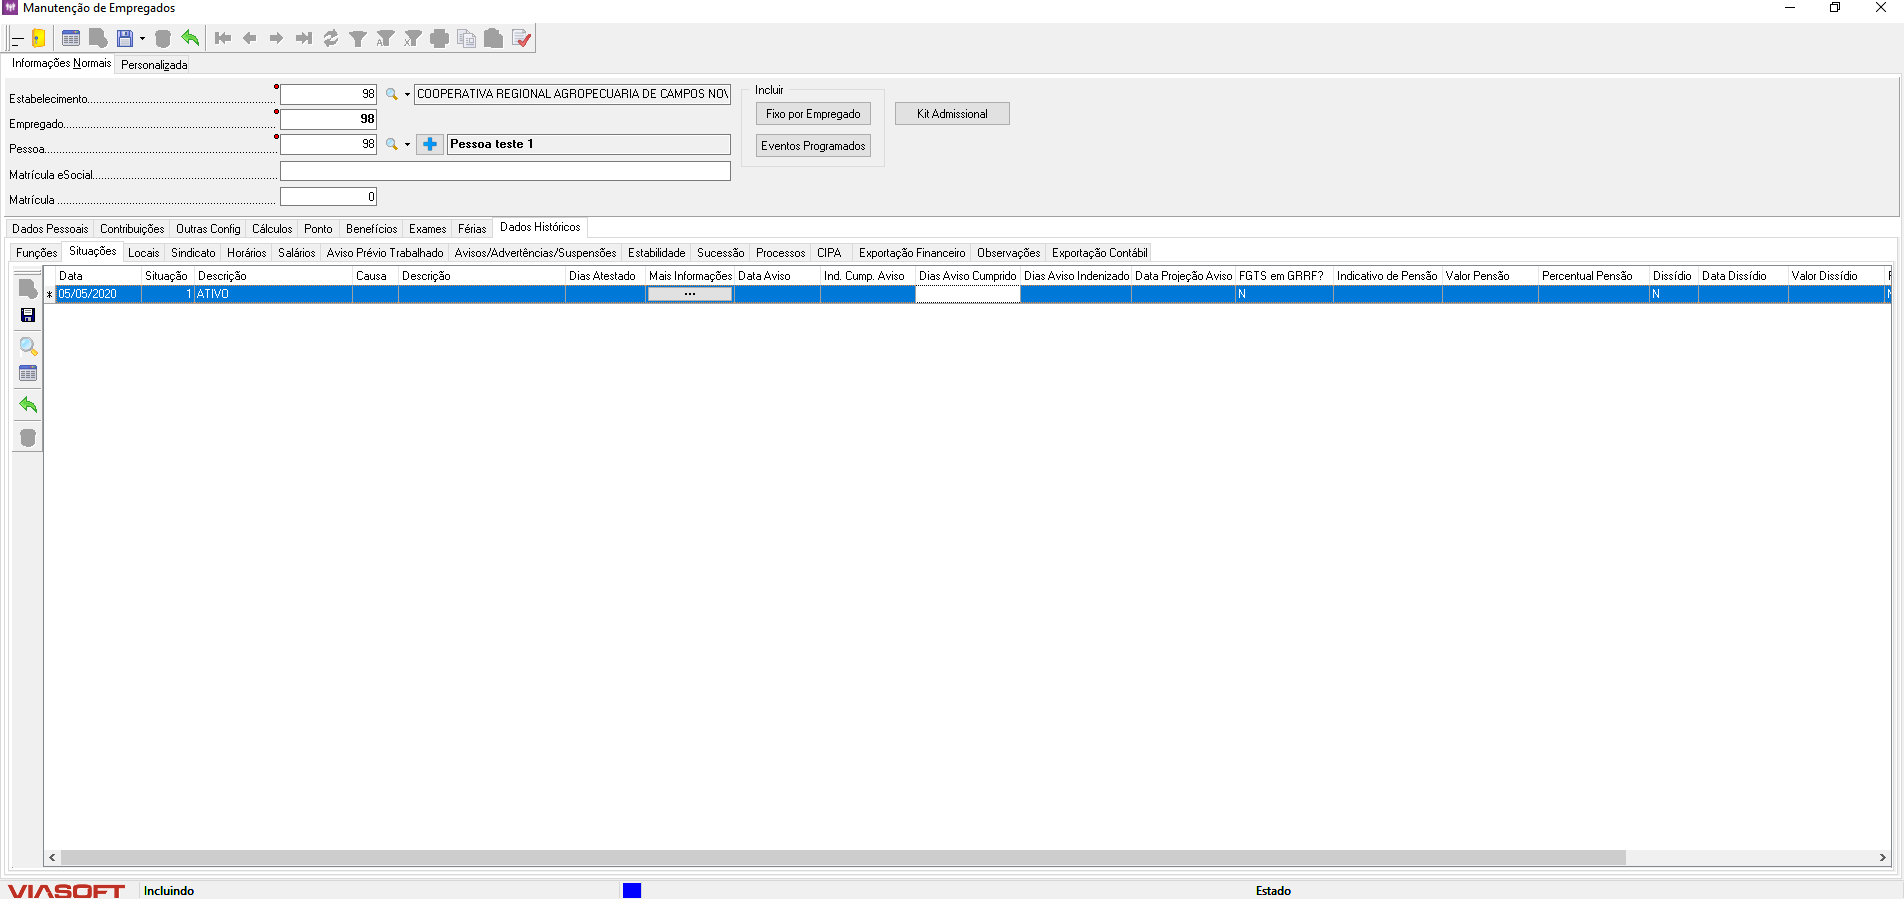 Manutenção de Empregados
Informações Normais Personalizada
Estabelecimento 98 COOPERATIVA REGIONAL AGROPECUARIA DE CAMPOS NOV
Empregado 98
Pessoa 98 Pessoa teste 1
Matrícula eSocial
Matrícula 0
Incluir
Fixo por Empregado
Eventos Programados
Kit Admissional
Dados Pessoais Contribuições Outras Config Cálculos Ponto Benefícios Exames Férias Dados Históricos
Funções Situações Locais Sindicato Horários Salários Aviso Prévio Trabalhado Avisos/Advertências/Suspensões Estabilidade Sucessão Processos CIPA Exportação Financeiro Observações Exportação Contábil
Data Situação Descrição Causa Descrição Dias Atestado Mais Informações Data Aviso Ind. Cump. Aviso Dias Aviso Cumprido Dias Aviso Indenizado Data Projeção Aviso FGTS em GRRF? Indicativo de Pensão Valor Pensão Percentual Pensão Dissídio Data Dissídio Valor Dissídio
* 05/05/2020 1 ATIVO ... N N
VIASOFT Incluindo Estado